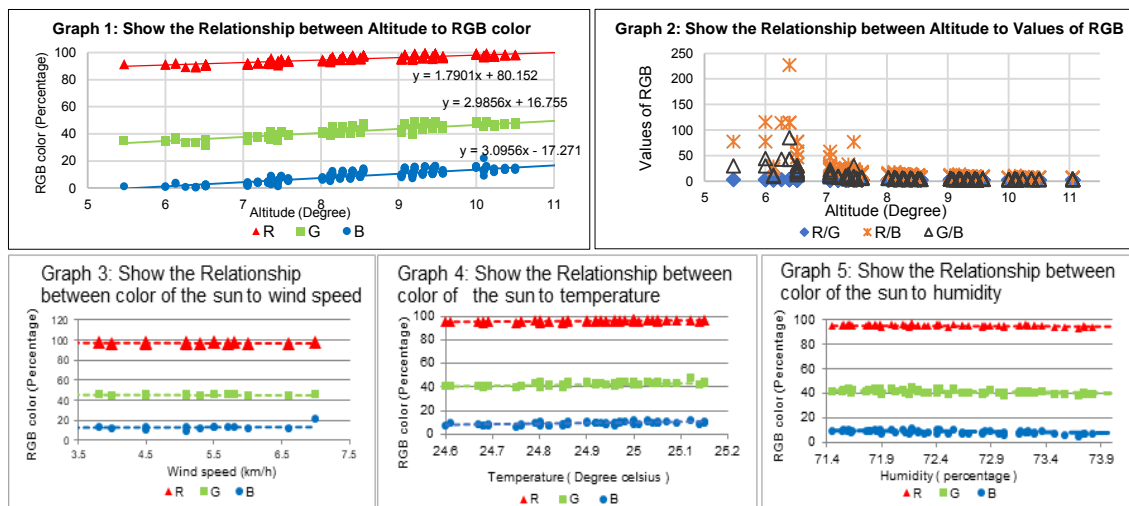 Graph 1: Show the Relationship between Altitude to RGB color
RGB color (Percentage)
100
80
60
40
20
0
y = 1.7901x + 80.152
y = 2.9856x + 16.755
y = 3.0956x - 17.271
5 6 7 8 9 10 11
Altitude (Degree)
R G B
Graph 2: Show the Relationship between Altitude to Values of RGB
Values of RGB
250
200
150
100
50
0
5 6 7 8 9 10 11
Altitude (Degree)
R/G R/B G/B
Graph 3: Show the Relationship
between color of the sun to wind speed
RGB color (Percentage)
120
100
80
60
40
20
0
3.5 4.5 5.5 6.5 7.5
Wind speed (km/h)
R G B
Graph 4: Show the Relationship between
color of the sun to temperature
RGB color (Percentage)
100
80
60
40
20
0
24.6 24.7 24.8 24.9 25 25.1 25.2
Temperature ( Degree celsius )
R G B
Graph 5: Show the Relationship between
color of the sun to humidity
RGB color (Percentage)
100
80
60
40
20
0
71.4 71.9 72.4 72.9 73.4 73.9
Humidity ( percentage )
R G B